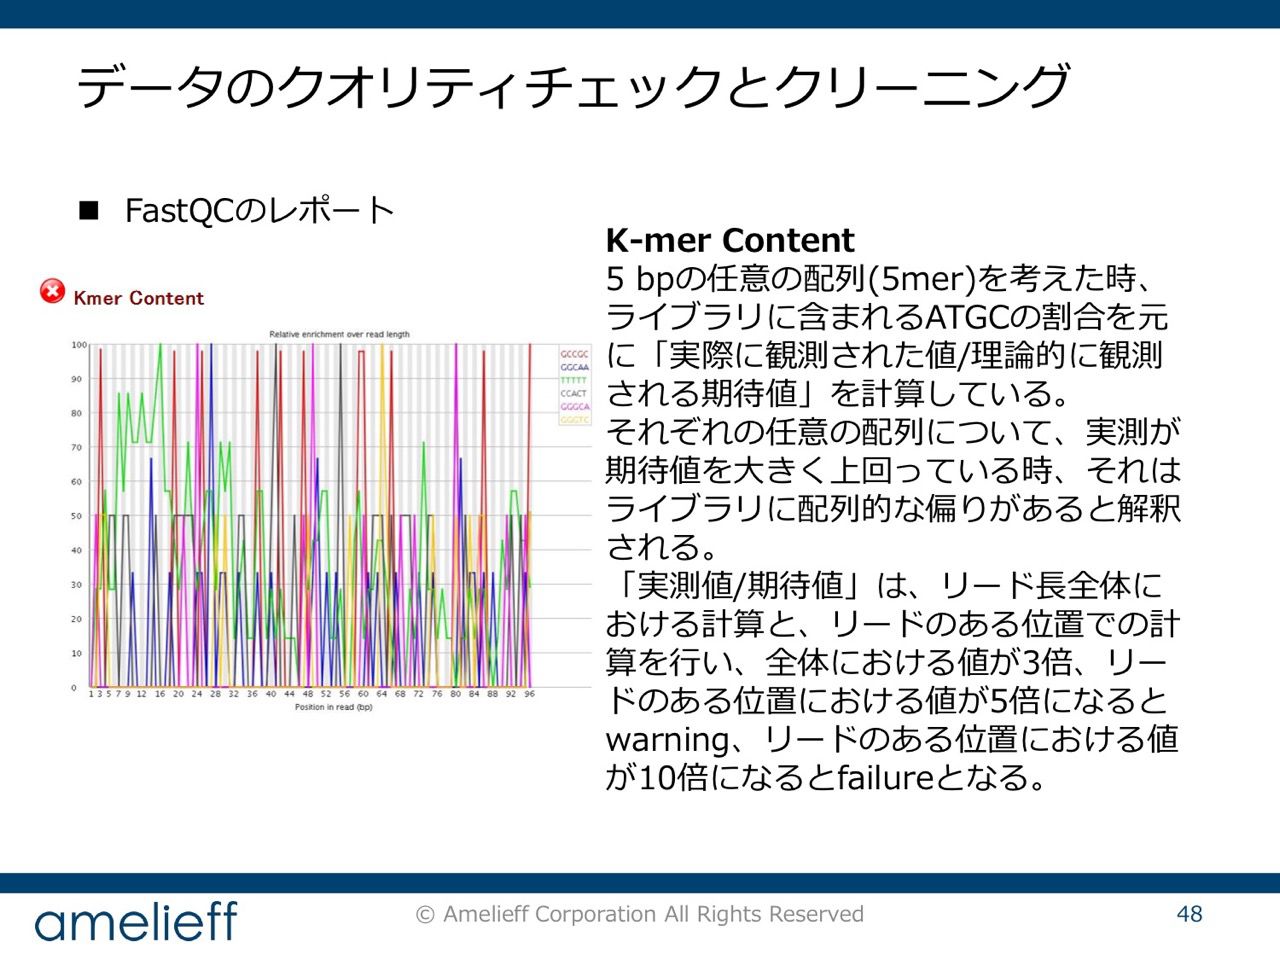 データのクオリティチェックとクリーニング
■ FastQCのレポート
Kmer Content
Relative enrichment over read length
100
90
80
70
60
50
40
30
20
10
0
GCCGC
GGCAA
TTTTT
CCACT
GGGCA
GGGTC
1 3 5 7 9 12 16 20 24 28 32 36 40 44 48 52 56 60 64 68 72 76 80 84 88 92 96
Position in read (bp)
K-mer Content
5 bpの任意の配列(5mer)を考えた時、
ライブラリに含まれるATGCの割合を元
に「実際に観測された値/理論的に観測
される期待値」を計算している。
それぞれの任意の配列について、実測が
期待値を大きく上回っている時、それは
ライブラリに配列的な偏りがあると解釈
される。
「実測値/期待値」は、リード長全体に
おける計算と、リードのある位置での計
算を行い、全体における値が3倍、リー
ドのある位置における値が5倍になると
warning、リードのある位置における値
が10倍になるとfailureとなる。
amelieff
© Amelieff Corporation All Rights Reserved
48